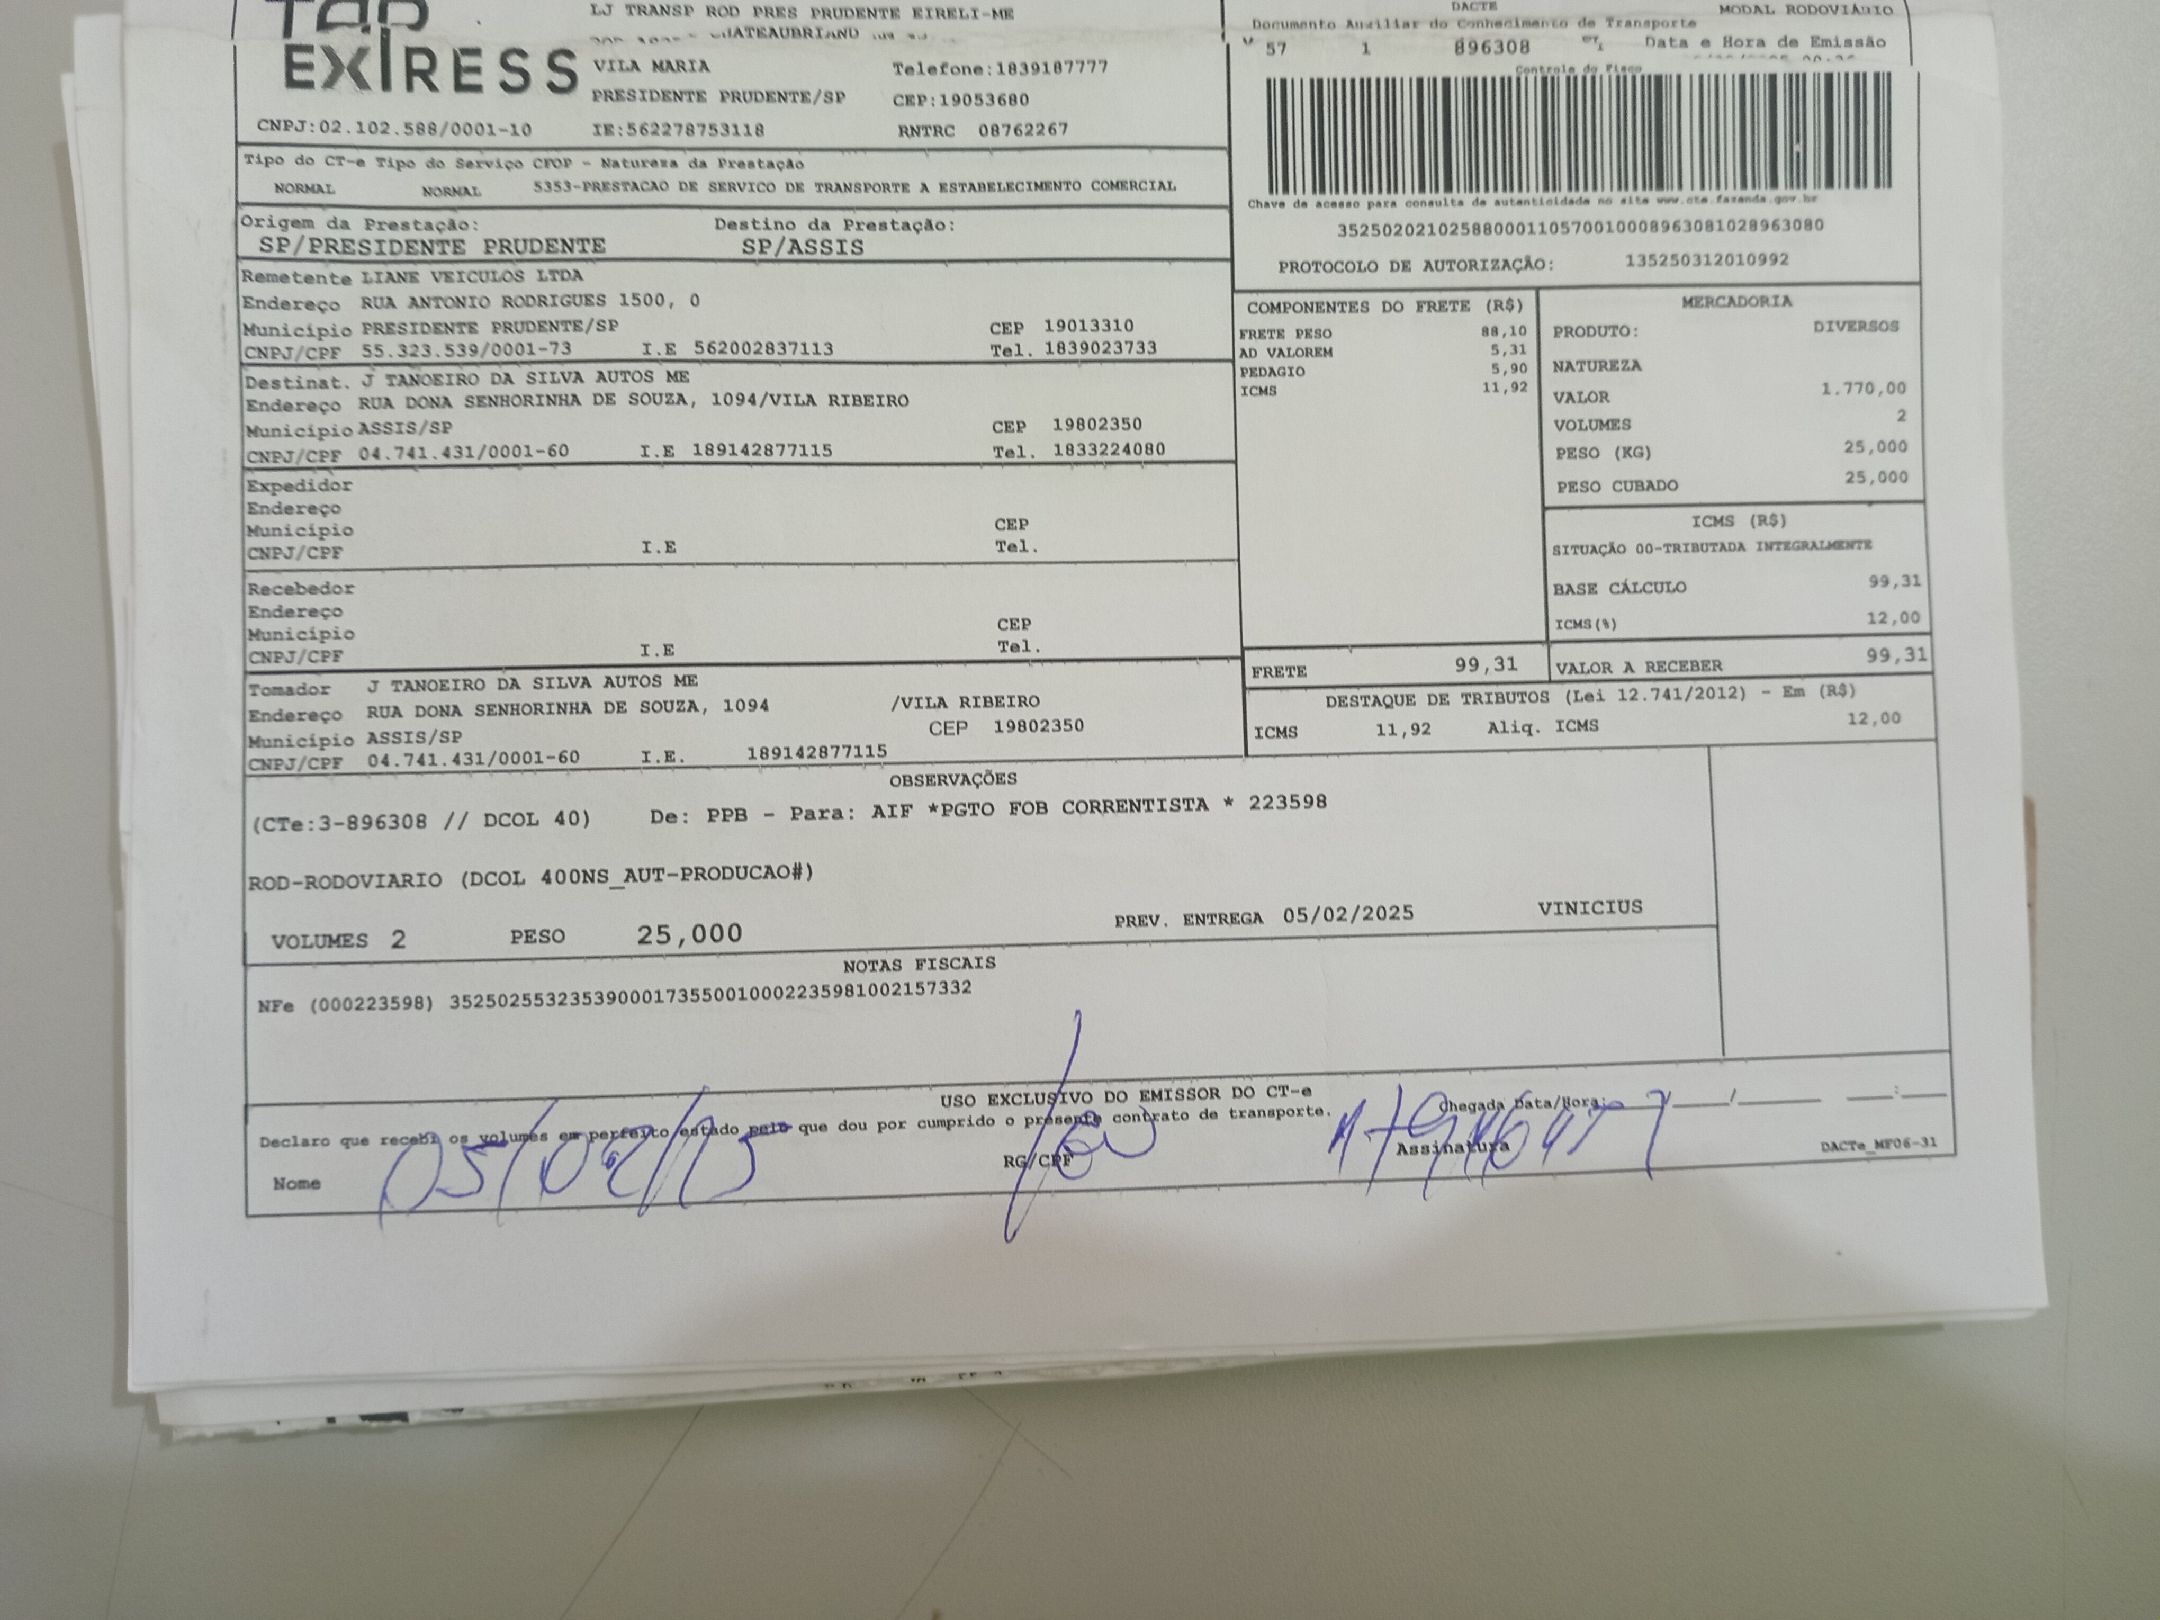 EXPRESS
LJ TRANSP ROD PRES PRUDENTE EIRELI-ME
CHATEAUBRIAND
VILA MARIA Telefone:1839187777
PRESIDENTE PRUDENTE/SP CEP:19053680
CNPJ:02.102.588/0001-10 IE:562278753118 RNTRC 08762267
DACTE MODAL RODOVIÁRIO
Documento Auxiliar do Conhecimento de Transporte
57 1 896308 Data e Hora de Emissão
Controle do Fisco
Chave de acesso para consulta de autenticidade no site www.cte.fazenda.gov.br
35250202102588000110570010008963081028963080
PROTOCOLO DE AUTORIZAÇÃO: 135250312010992
Tipo do CT-e Tipo do Serviço CFOP - Natureza da Prestação
NORMAL NORMAL 5353-PRESTACAO DE SERVICO DE TRANSPORTE A ESTABELECIMENTO COMERCIAL
Origem da Prestação: Destino da Prestação:
SP/PRESIDENTE PRUDENTE SP/ASSIS
Remetente LIANE VEICULOS LTDA
Endereço RUA ANTONIO RODRIGUES 1500, 0
Município PRESIDENTE PRUDENTE/SP CEP 19013310
CNPJ/CPF 55.323.539/0001-73 I.E 562002837113 Tel. 1839023733
Destinat. J TANOEIRO DA SILVA AUTOS ME
Endereço RUA DONA SENHORINHA DE SOUZA, 1094/VILA RIBEIRO
Município ASSIS/SP CEP 19802350
CNPJ/CPF 04.741.431/0001-60 I.E 189142877115 Tel. 1833224080
Expedidor
Endereço
Município CEP
CNPJ/CPF I.E Tel.
Recebedor
Endereço
Município CEP
CNPJ/CPF I.E Tel.
Tomador J TANOEIRO DA SILVA AUTOS ME
Endereço RUA DONA SENHORINHA DE SOUZA, 1094 /VILA RIBEIRO
Município ASSIS/SP CEP 19802350
CNPJ/CPF 04.741.431/0001-60 I.E. 189142877115
COMPONENTES DO FRETE (R$)
FRETE PESO 88,10
AD VALOREM 5,31
PEDAGIO 5,90
ICMS 11,92
MERCADORIA
PRODUTO: DIVERSOS
NATUREZA
VALOR 1.770,00
VOLUMES 2
PESO (KG) 25,000
PESO CUBADO 25,000
ICMS (R$)
SITUAÇÃO 00-TRIBUTADA INTEGRALMENTE
BASE CÁLCULO 99,31
ICMS(%) 12,00
FRETE 99,31 VALOR A RECEBER 99,31
DESTAQUE DE TRIBUTOS (Lei 12.741/2012) - Em (R$)
ICMS 11,92 Aliq. ICMS 12,00
OBSERVAÇÕES
(CTe:3-896308 // DCOL 40) De: PPB - Para: AIF *PGTO FOB CORRENTISTA * 223598
ROD-RODOVIARIO (DCOL 400NS_AUT-PRODUCAO#)
VOLUMES 2 PESO 25,000 PREV. ENTREGA 05/02/2025 VINICIUS
NOTAS FISCAIS
NFe (000223598) 35250255323539000173550010002235981002157332
USO EXCLUSIVO DO EMISSOR DO CT-e
Declaro que recebi os volumes em perfeito estado pelo que dou por cumprido o presente contrato de transporte. Chegada Data/Hora:
Nome RG/CPF Assinatura DACTe_MF06-31